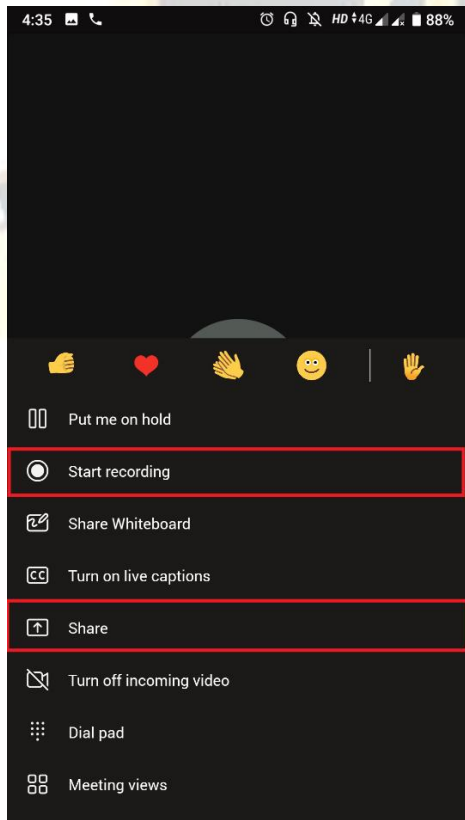 4:35 HD 4G 88%
Put me on hold
Start recording
Share Whiteboard
CC Turn on live captions
Share
Turn off incoming video
Dial pad
Meeting views